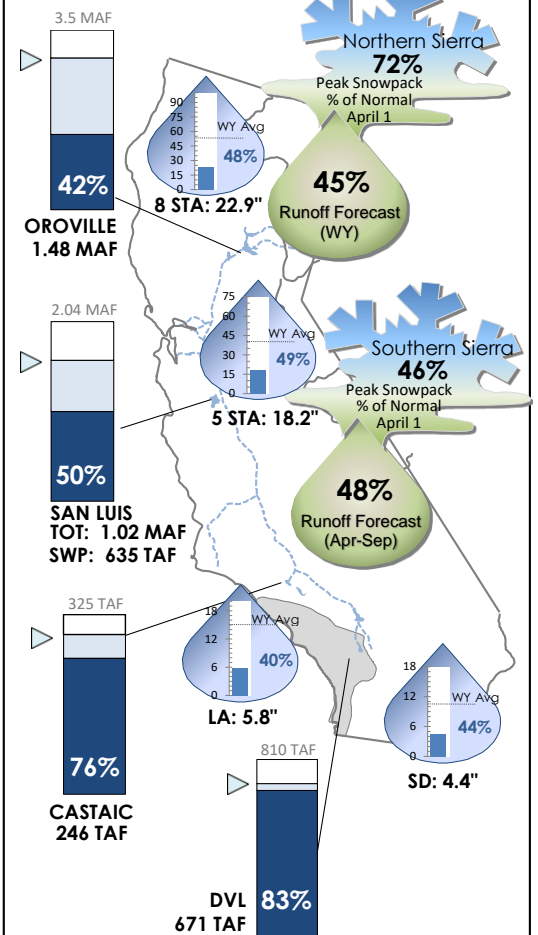 3.5 MAF
42%
OROVILLE
1.48 MAF
Northern Sierra
72%
Peak Snowpack
% of Normal
April 1
45%
Runoff Forecast
(WY)
90
75
60
45
30
15
0
WY Avg
48%
8 STA: 22.9"
2.04 MAF
50%
SAN LUIS
TOT: 1.02 MAF
SWP: 635 TAF
75
60
45
30
15
0
WY Avg
49%
5 STA: 18.2"
Southern Sierra
46%
Peak Snowpack
% of Normal
April 1
48%
Runoff Forecast
(Apr-Sep)
325 TAF
76%
CASTAIC
246 TAF
18
12
6
0
WY Avg
40%
LA: 5.8"
18
12
6
0
WY Avg
44%
SD: 4.4"
810 TAF
83%
DVL
671 TAF